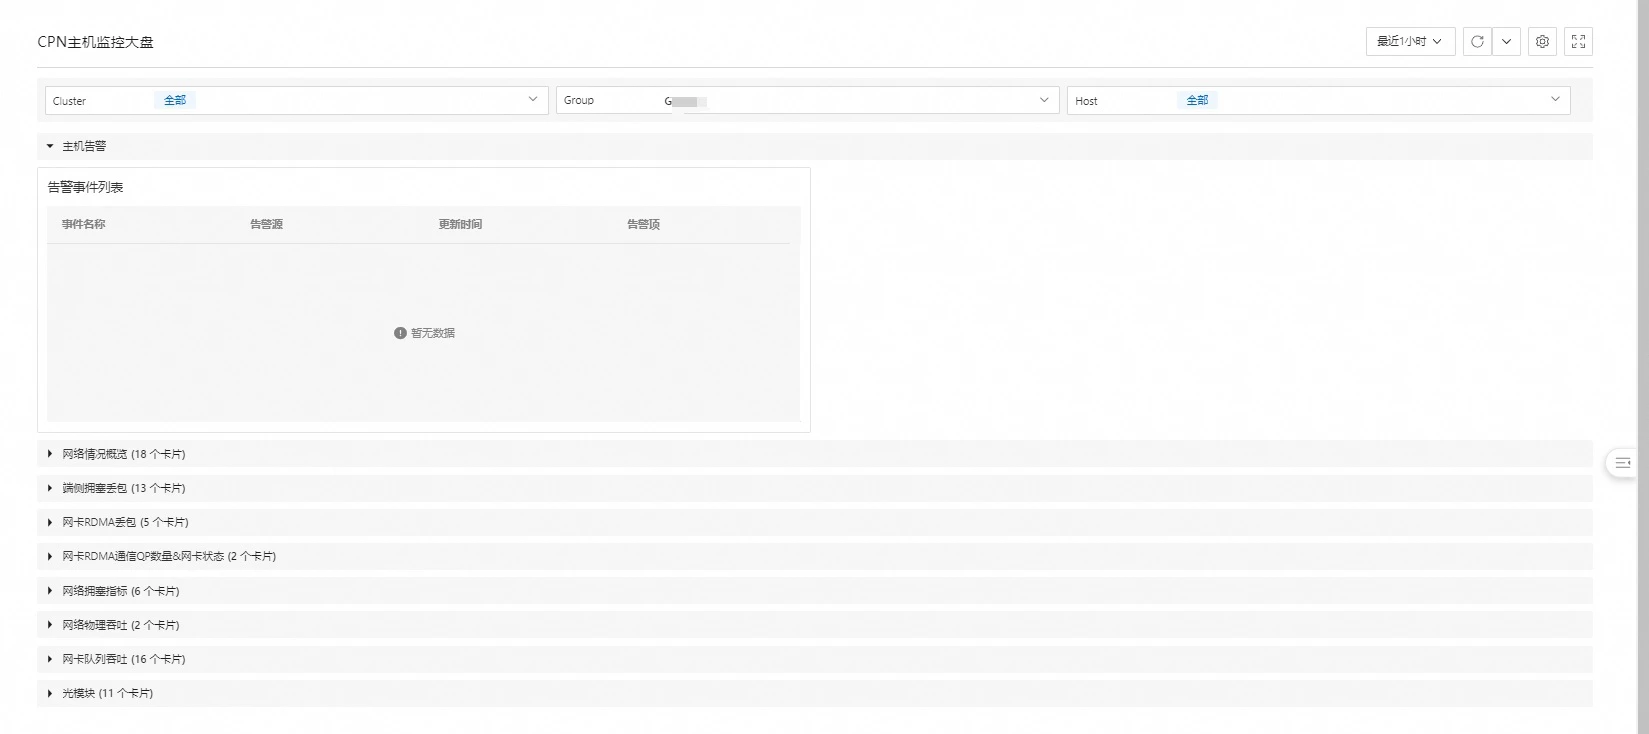 CPN主机监控大盘
最近1小时
Cluster 全部
Group G
Host 全部
主机告警
告警事件列表
事件名称 告警源 更新时间 告警顶
暂无数据
网络情况概览 (18 个卡片)
端侧拥塞丢包 (13 个卡片)
网卡RDMA丢包 (5 个卡片)
网卡RDMA通信QP数量&网卡状态 (2 个卡片)
网络拥塞指标 (6 个卡片)
网络物理吞吐 (2 个卡片)
网卡队列吞吐 (16 个卡片)
光模块 (11 个卡片)